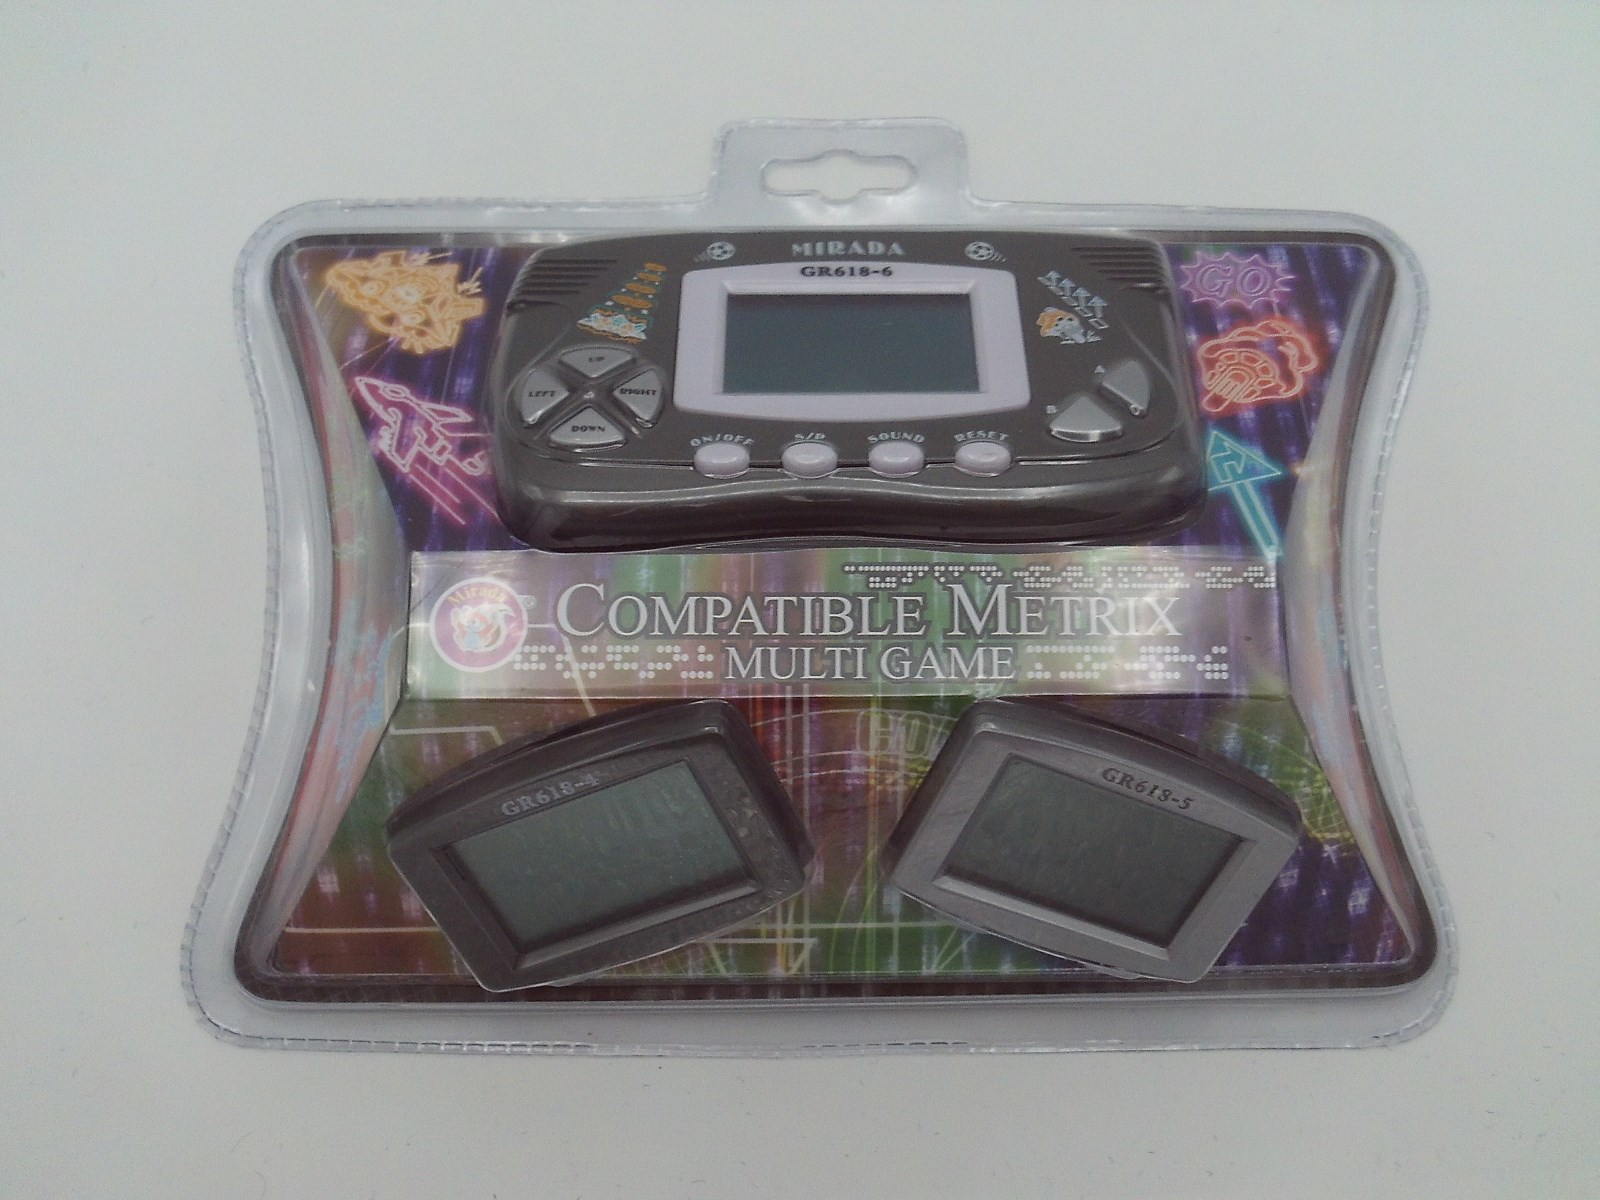 MIRADA
GR618-6
GO
UP
LEFT
RIGHT
DOWN
A
B
ON/OFF
S/P
SOUND
RESET
Mirada
®
COMPATIBLE METRIX
MULTI GAME
GR618-4
GR618-5